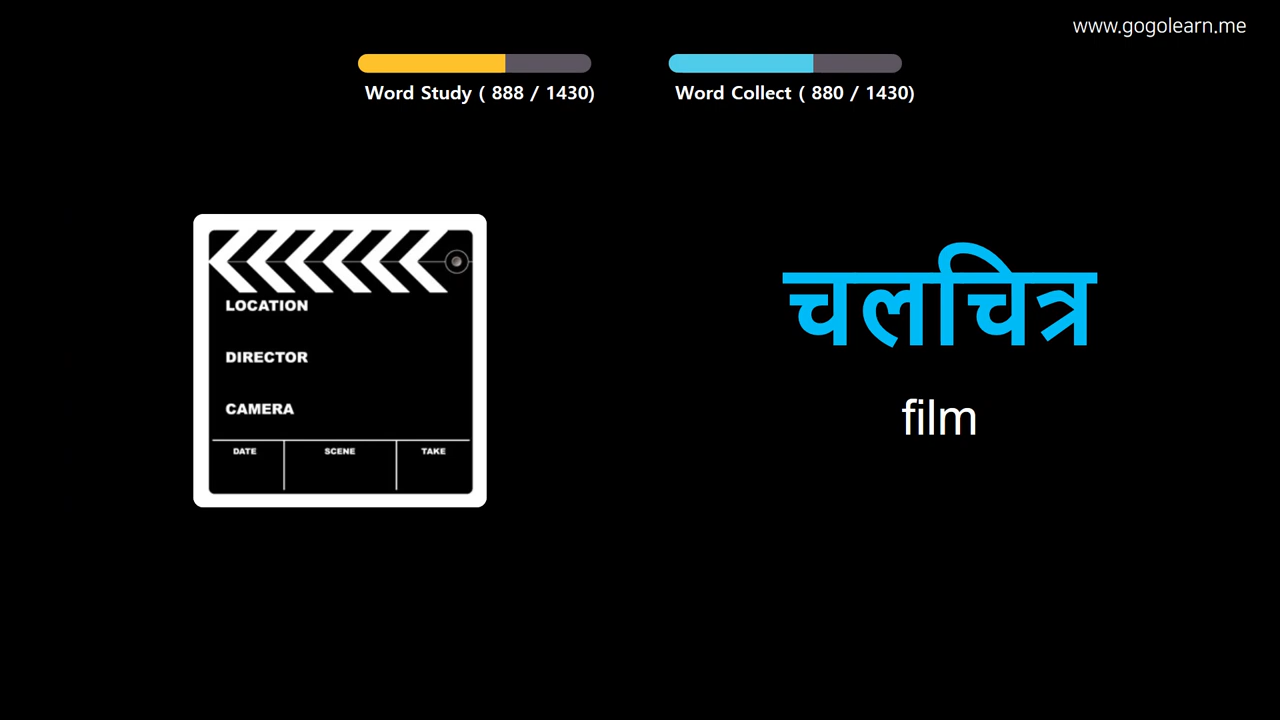 www.gogolearn.me
Word Study ( 888 / 1430)
Word Collect ( 880 / 1430)
LOCATION
DIRECTOR
CAMERA
DATE
SCENE
TAKE
चलचित्र
film